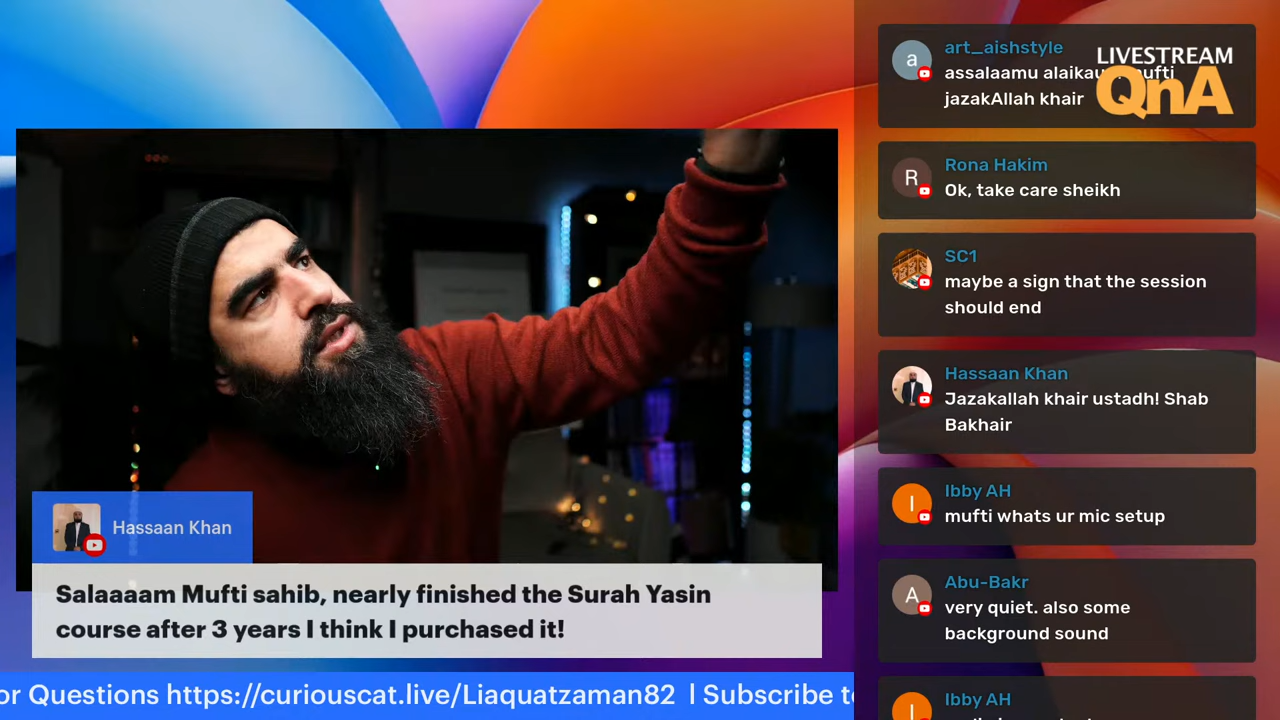 Hassaan Khan
Salaaaam Mufti sahib, nearly finished the Surah Yasin
course after 3 years I think I purchased it!
or Questions https://curiouscat.live/Liaquatzaman82 | Subscribe to
LIVESTREAM
QnA
a
art_aishstyle
assalaamu mufti
jazakAllah khair
R
Rona Hakim
Ok, take care sheikh
SC1
maybe a sign that the session
should end
Hassaan Khan
Jazakallah khair ustadh! Shab
Bakhair
I
Ibby AH
mufti whats ur mic setup
A
Abu-Bakr
very quiet. also some
background sound
I
Ibby AH